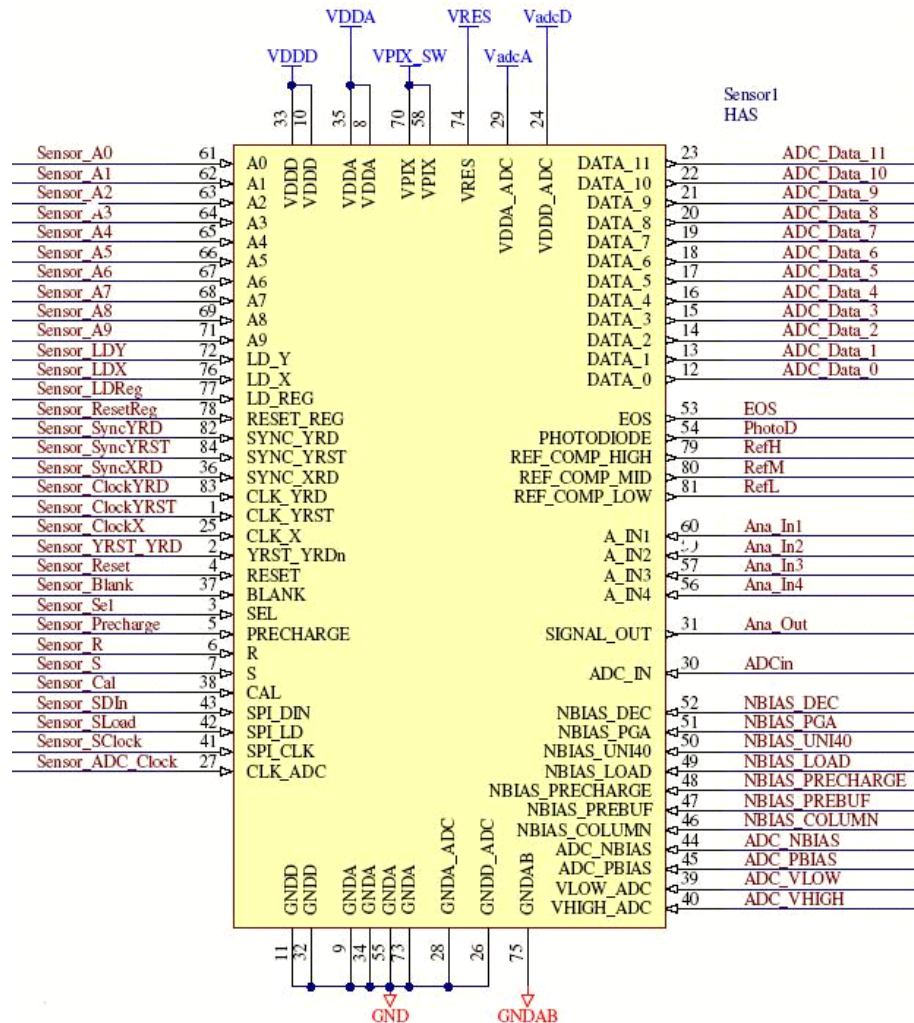 VDDA VRES VadcD
VDDD VPIX_SW VadcA
Sensor1
HAS
33 10 35 8 70 58 74 29 24
VDDD VDDD VDDA VDDA VPIX VPIX VRES VDDA_ADC VDDD_ADC
Sensor_A0 61 A0 DATA_11 23 ADC_Data_11
Sensor_A1 62 A1 DATA_10 22 ADC_Data_10
Sensor_A2 63 A2 DATA_9 21 ADC_Data_9
Sensor_A3 64 A3 DATA_8 20 ADC_Data_8
Sensor_A4 65 A4 DATA_7 19 ADC_Data_7
Sensor_A5 66 A5 DATA_6 18 ADC_Data_6
Sensor_A6 67 A6 DATA_5 17 ADC_Data_5
Sensor_A7 68 A7 DATA_4 16 ADC_Data_4
Sensor_A8 69 A8 DATA_3 15 ADC_Data_3
Sensor_A9 71 A9 DATA_2 14 ADC_Data_2
Sensor_LDY 72 LD_Y DATA_1 13 ADC_Data_1
Sensor_LDX 76 LD_X DATA_0 12 ADC_Data_0
Sensor_LDReg 77 LD_REG
Sensor_ResetReg 78 RESET_REG EOS 53 EOS
Sensor_SyncYRD 82 SYNC_YRD PHOTODIODE 54 PhotoD
Sensor_SyncYRST 84 SYNC_YRST REF_COMP_HIGH 79 RefH
Sensor_SyncXRD 36 SYNC_XRD REF_COMP_MID 80 RefM
Sensor_ClockYRD 83 CLK_YRD REF_COMP_LOW 81 RefL
Sensor_ClockYRST 1 CLK_YRST
Sensor_ClockX 25 CLK_X A_IN1 60 Ana_In1
Sensor_YRST_YRD 2 YRST_YRDn A_IN2 Ana_In2
Sensor_Reset 4 RESET A_IN3 57 Ana_In3
Sensor_Blank 37 BLANK A_IN4 56 Ana_In4
Sensor_Sel 3 SEL
Sensor_Precharge 5 PRECHARGE SIGNAL_OUT 31 Ana_Out
Sensor_R 6 R
Sensor_S 7 S ADC_IN 30 ADCin
Sensor_Cal 38 CAL
Sensor_SDIn 43 SPI_DIN NBIAS_DEC 52 NBIAS_DEC
Sensor_SLoad 42 SPI_LD NBIAS_PGA 51 NBIAS_PGA
Sensor_SClock 41 SPI_CLK NBIAS_UNI40 50 NBIAS_UNI40
Sensor_ADC_Clock 27 CLK_ADC NBIAS_LOAD 49 NBIAS_LOAD
NBIAS_PRECHARGE 48 NBIAS_PRECHARGE
NBIAS_PREBUF 47 NBIAS_PREBUF
NBIAS_COLUMN 46 NBIAS_COLUMN
ADC_NBIAS 44 ADC_NBIAS
ADC_PBIAS 45 ADC_PBIAS
VLOW_ADC 39 ADC_VLOW
VHIGH_ADC 40 ADC_VHIGH
GNDD GNDD GNDA GNDA GNDA GNDA GNDA_ADC GNDD_ADC GNDAB
11 32 9 34 55 73 28 26 75
GND GNDAB